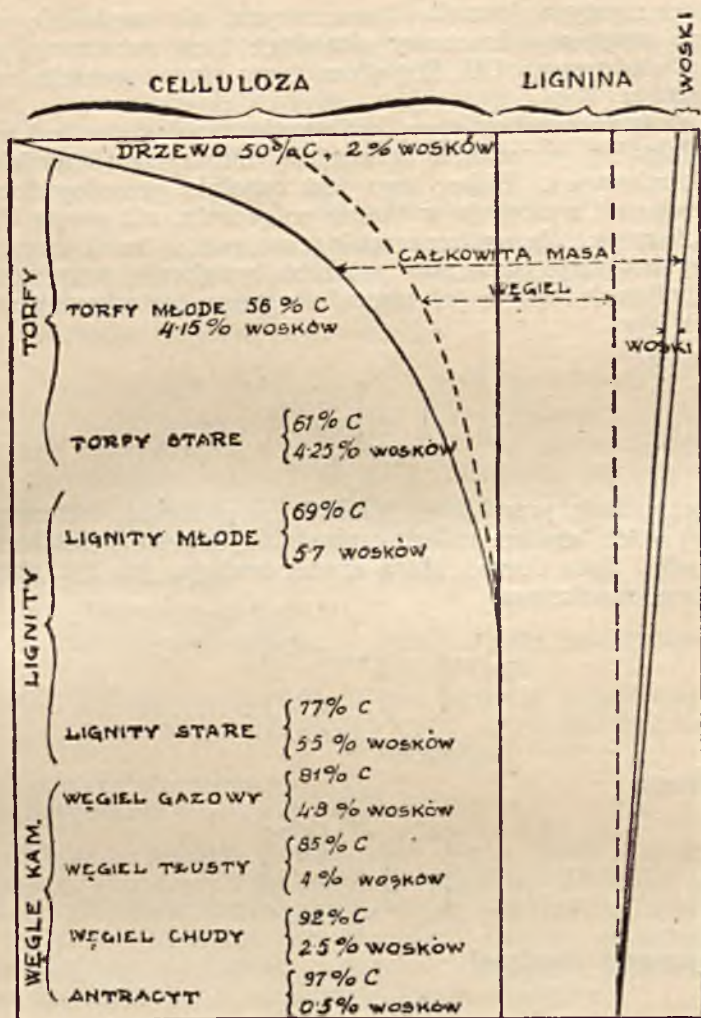 CELLULOZA LIGNINA WOSKI
DRZEWO 50%C, 2% WOSKÓW
CAŁKOWITA MASA
WĘGIEL
WOSKI
TORFY
TORFY MŁODE 56% C
4·15% WOSKÓW
TORFY STARE
61% C
4·25% WOSKÓW
LIGNITY
LIGNITY MŁODE
69% C
5·7 WOSKÓW
LIGNITY STARE
77% C
5·5 % WOSKÓW
WĘGLE KAM.
WĘGIEL GAZOWY
81% C
4·8 % WOSKÓW
WĘGIEL TŁUSTY
85% C
4 % WOSKÓW
WĘGIEL CHUDY
92% C
2·5 % WOSKÓW
ANTRACYT
97% C
0·5% WOSKÓW